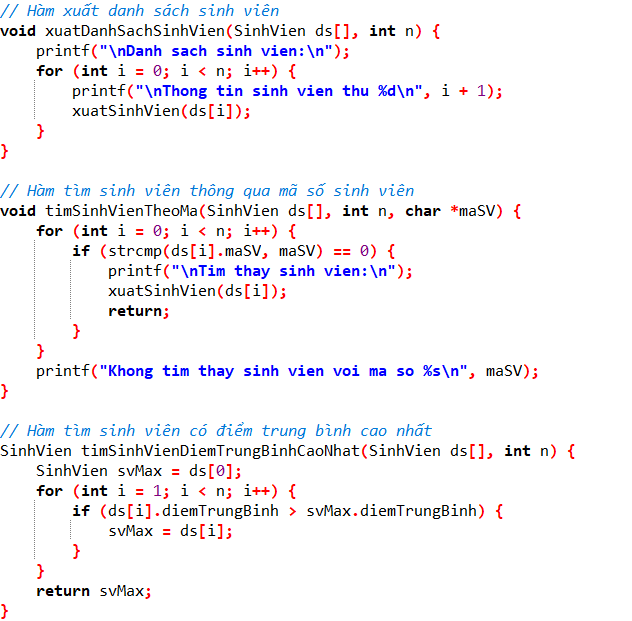 // Hàm xuất danh sách sinh viên
void xuatDanhSachSinhVien(SinhVien ds[], int n) {
    printf("\nDanh sach sinh vien:\n");
    for (int i = 0; i < n; i++) {
        printf("\nThong tin sinh vien thu %d\n", i + 1);
        xuatSinhVien(ds[i]);
    }
}

// Hàm tìm sinh viên thông qua mã số sinh viên
void timSinhVienTheoMa(SinhVien ds[], int n, char *maSV) {
    for (int i = 0; i < n; i++) {
        if (strcmp(ds[i].maSV, maSV) == 0) {
            printf("\nTim thay sinh vien:\n");
            xuatSinhVien(ds[i]);
            return;
        }
    }
    printf("Khong tim thay sinh vien voi ma so %s\n", maSV);
}

// Hàm tìm sinh viên có điểm trung bình cao nhất
SinhVien timSinhVienDiemTrungBinhCaoNhat(SinhVien ds[], int n) {
    SinhVien svMax = ds[0];
    for (int i = 1; i < n; i++) {
        if (ds[i].diemTrungBinh > svMax.diemTrungBinh) {
            svMax = ds[i];
        }
    }
    return svMax;
}